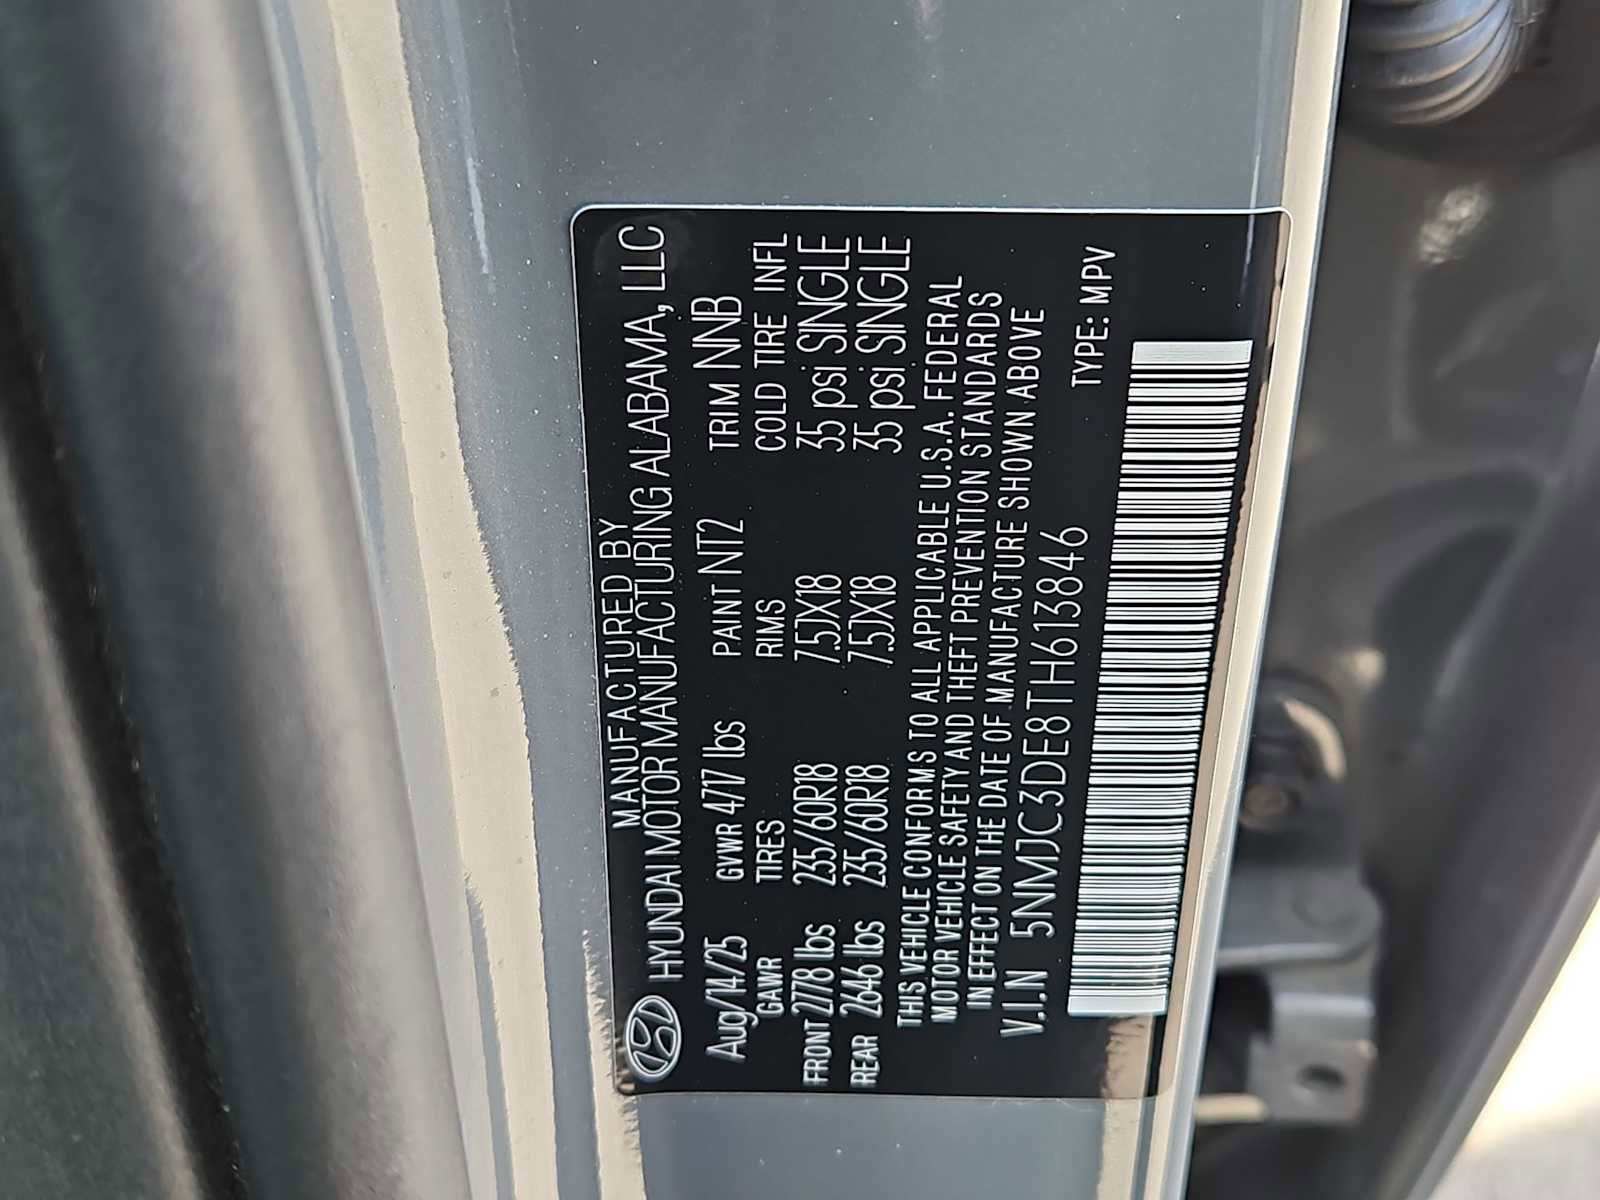 MANUFACTURED BY
HYUNDAI MOTOR MANUFACTURING ALABAMA, LLC
Aug/14/25 GVWR 4717 lbs PAINT NT2 TRIM NNB
GAWR TIRES RIMS COLD TIRE INFL
FRONT 2778 lbs 235/60R18 7.5JX18 35 psi SINGLE
REAR 2646 lbs 235/60R18 7.5JX18 35 psi SINGLE
THIS VEHICLE CONFORMS TO ALL APPLICABLE U.S.A. FEDERAL
MOTOR VEHICLE SAFETY AND THEFT PREVENTION STANDARDS
IN EFFECT ON THE DATE OF MANUFACTURE SHOWN ABOVE
V.I.N 5NMJC3DE8TH613846 TYPE: MPV